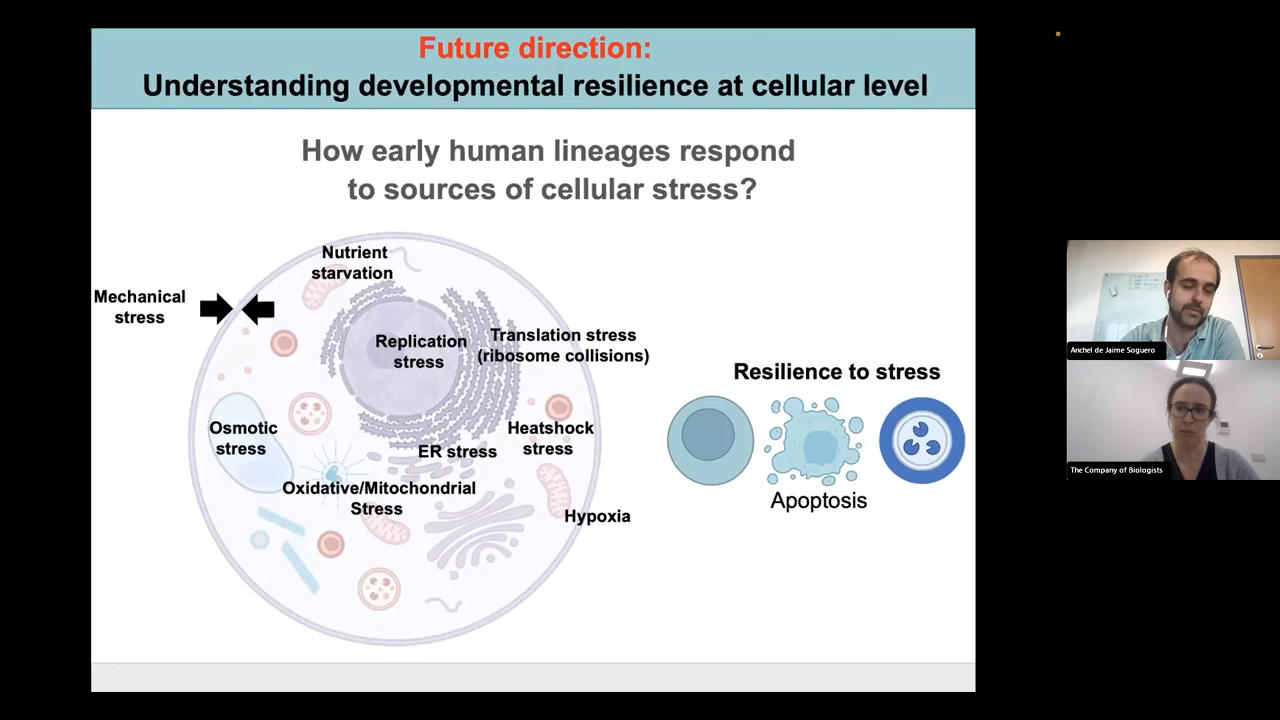 Future direction:
Understanding developmental resilience at cellular level
How early human lineages respond
to sources of cellular stress?
Nutrient
starvation
Mechanical
stress
Replication
stress
Translation stress
(ribosome collisions)
Osmotic
stress
Heatshock
stress
ER stress
Oxidative/Mitochondrial
Stress
Hypoxia
Resilience to stress
Apoptosis
Anchel de Jaime Soguero
The Company of Biologists